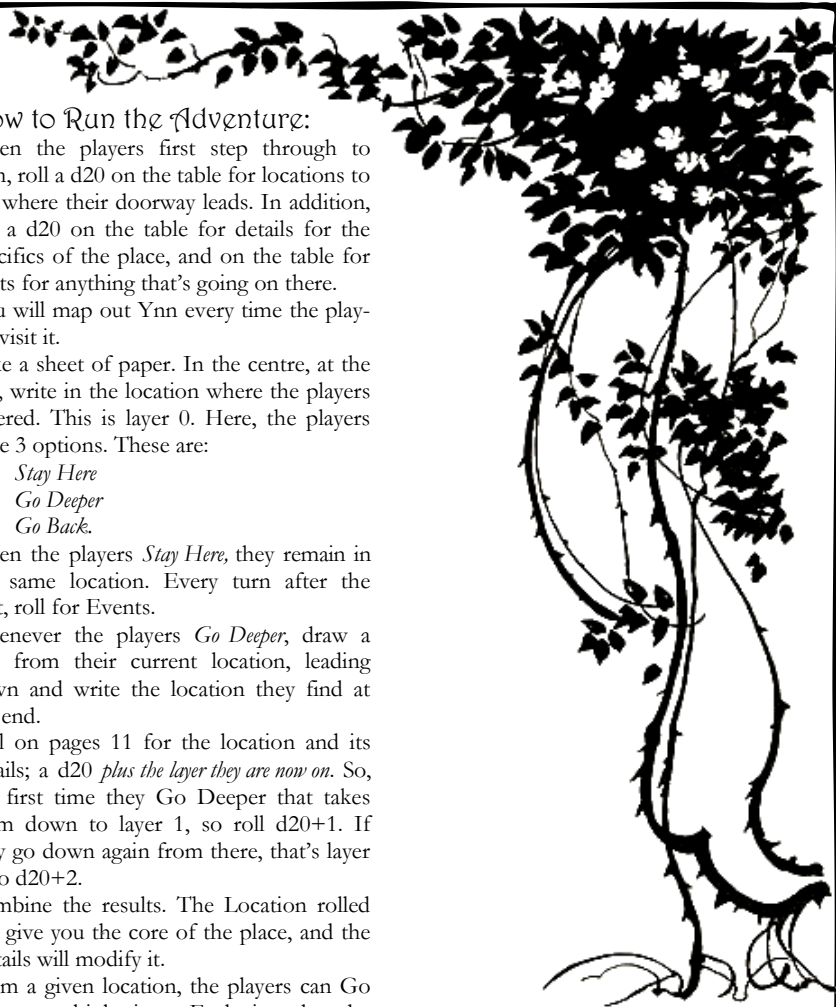 ow to Run the Adventure:
en the players first step through to
n, roll a d20 on the table for locations to
where their doorway leads. In addition,
a d20 on the table for details for the
cifics of the place, and on the table for
ts for anything that's going on there.
u will map out Ynn every time the play-
visit it.
ke a sheet of paper. In the centre, at the
, write in the location where the players
ered. This is layer 0. Here, the players
e 3 options. These are:
Stay Here
Go Deeper
Go Back.
en the players Stay Here, they remain in
same location. Every turn after the
t, roll for Events.
enever the players Go Deeper, draw a
from their current location, leading
wn and write the location they find at
end.
l on pages 11 for the location and its
ails; a d20 plus the layer they are now on. So,
first time they Go Deeper that takes
m down to layer 1, so roll d20+1. If
y go down again from there, that's layer
o d20+2.
mbine the results. The Location rolled
give you the core of the place, and the
tails will modify it.
m a given location, the players can Go